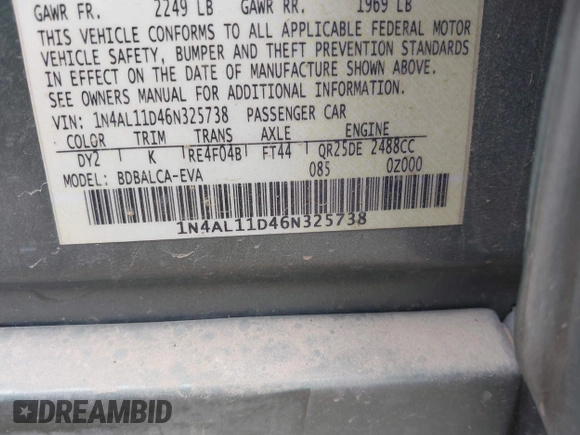 GAWR FR. 2249 LB GAWR RR. 1969 LB
THIS VEHICLE CONFORMS TO ALL APPLICABLE FEDERAL MOTOR
VEHICLE SAFETY, BUMPER AND THEFT PREVENTION STANDARDS
IN EFFECT ON THE DATE OF MANUFACTURE SHOWN ABOVE.
SEE OWNERS MANUAL FOR ADDITIONAL INFORMATION.
VIN: 1N4AL11D46N325738 PASSENGER CAR
COLOR TRIM TRANS AXLE ENGINE
DY2 K RE4F04B FT44 QR25DE 2488CC
MODEL: BDBALCA-EVA 085 0Z000
1N4AL11D46N325738
DREAMBID